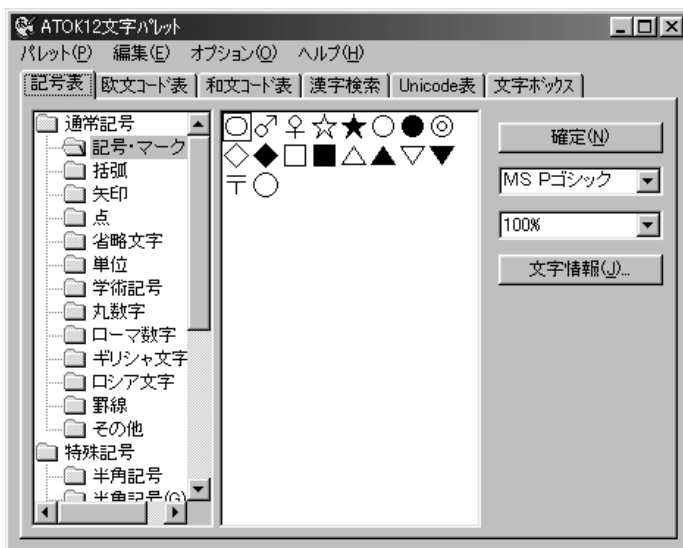 ATOK12文字パレット
パレット(P) 編集(E) オプション(O) ヘルプ(H)
記号表 欧文コード表 和文コード表 漢字検索 Unicode表 文字ボックス
通常記号
記号・マーク
括弧
矢印
点
省略文字
単位
学術記号
丸数字
ローマ数字
ギリシャ文字
ロシア文字
罫線
その他
特殊記号
半角記号
半角記号(G)
〇♂♀☆★○●◎
◇◆□■△▲▽▼
〒◯
確定(N)
MS Pゴシック
100%
文字情報(J)...